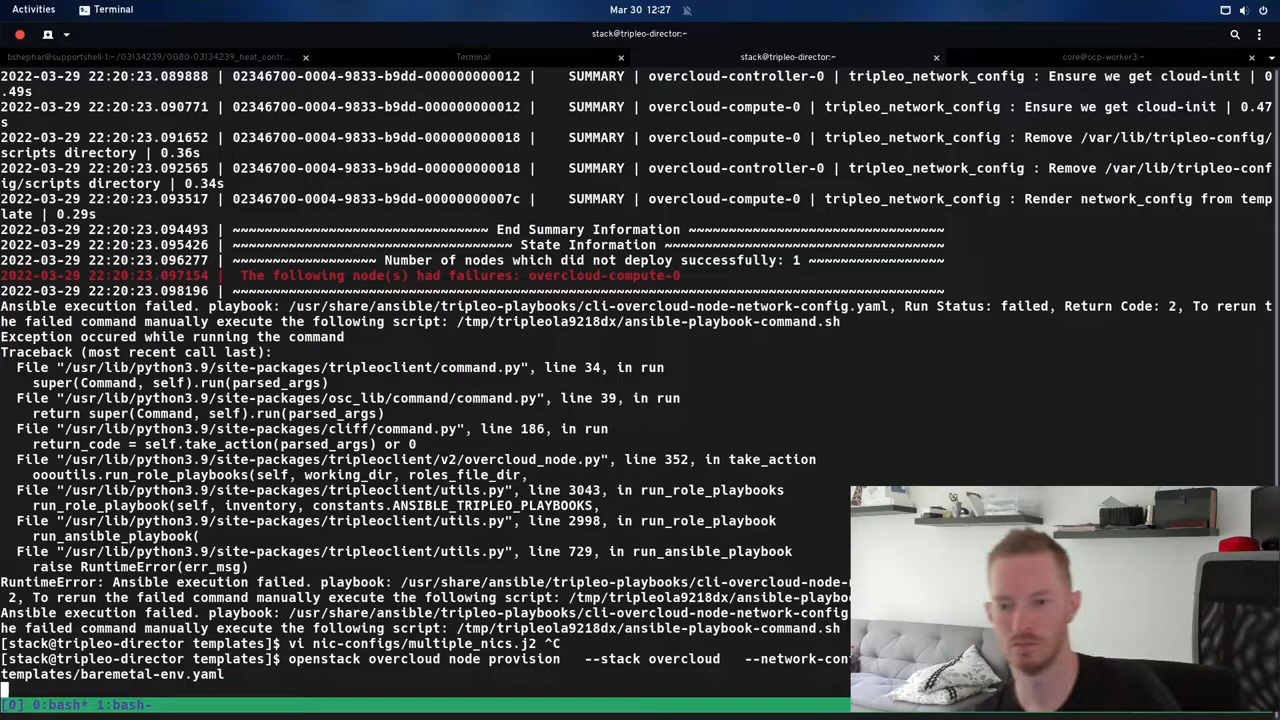 Activities
Terminal
Mar 30 12:27
stack@tripleo-director:~
bshephar@supportshell-1:~/03134239/0080-03134239_heat_contr...
Terminal
stack@tripleo-director:~
core@ocp-worker3:~
2022-03-29 22:20:23.089888 | 02346700-0004-9833-b9dd-000000000012 |    SUMMARY | overcloud-controller-0 | tripleo_network_config : Ensure we get cloud-init | 0
.49s
2022-03-29 22:20:23.090771 | 02346700-0004-9833-b9dd-000000000012 |    SUMMARY | overcloud-compute-0 | tripleo_network_config : Ensure we get cloud-init | 0.47
s
2022-03-29 22:20:23.091652 | 02346700-0004-9833-b9dd-000000000018 |    SUMMARY | overcloud-compute-0 | tripleo_network_config : Remove /var/lib/tripleo-config/
scripts directory | 0.36s
2022-03-29 22:20:23.092565 | 02346700-0004-9833-b9dd-000000000018 |    SUMMARY | overcloud-controller-0 | tripleo_network_config : Remove /var/lib/tripleo-conf
ig/scripts directory | 0.34s
2022-03-29 22:20:23.093517 | 02346700-0004-9833-b9dd-00000000007c |    SUMMARY | overcloud-compute-0 | tripleo_network_config : Render network_config from temp
late | 0.29s
2022-03-29 22:20:23.094493 | ~~~~~~~~~~~~~~~~~~~~~~~~~~~~~~~~ End Summary Information ~~~~~~~~~~~~~~~~~~~~~~~~~~~~~~~~
2022-03-29 22:20:23.095426 | ~~~~~~~~~~~~~~~~~~~~~~~~~~~~~~~~~~~ State Information ~~~~~~~~~~~~~~~~~~~~~~~~~~~~~~~~~~~
2022-03-29 22:20:23.096277 | ~~~~~~~~~~~~~~~~~~ Number of nodes which did not deploy successfully: 1 ~~~~~~~~~~~~~~~~~~
2022-03-29 22:20:23.097154 |  The following node(s) had failures: overcloud-compute-0
2022-03-29 22:20:23.098196 | ~~~~~~~~~~~~~~~~~~~~~~~~~~~~~~~~~~~~~~~~~~~~~~~~~~~~~~~~~~~~~~~~~~~~~~~~~~~~~~~~~~~~~~~~~
Ansible execution failed. playbook: /usr/share/ansible/tripleo-playbooks/cli-overcloud-node-network-config.yaml, Run Status: failed, Return Code: 2, To rerun t
he failed command manually execute the following script: /tmp/tripleola9218dx/ansible-playbook-command.sh
Exception occured while running the command
Traceback (most recent call last):
  File "/usr/lib/python3.9/site-packages/tripleoclient/command.py", line 34, in run
    super(Command, self).run(parsed_args)
  File "/usr/lib/python3.9/site-packages/osc_lib/command/command.py", line 39, in run
    return super(Command, self).run(parsed_args)
  File "/usr/lib/python3.9/site-packages/cliff/command.py", line 186, in run
    return_code = self.take_action(parsed_args) or 0
  File "/usr/lib/python3.9/site-packages/tripleoclient/v2/overcloud_node.py", line 352, in take_action
    oooutils.run_role_playbooks(self, working_dir, roles_file_dir,
  File "/usr/lib/python3.9/site-packages/tripleoclient/utils.py", line 3043, in run_role_playbooks
    run_role_playbook(self, inventory, constants.ANSIBLE_TRIPLEO_PLAYBOOKS,
  File "/usr/lib/python3.9/site-packages/tripleoclient/utils.py", line 2998, in run_role_playbook
    run_ansible_playbook(
  File "/usr/lib/python3.9/site-packages/tripleoclient/utils.py", line 729, in run_ansible_playbook
    raise RuntimeError(err_msg)
RuntimeError: Ansible execution failed. playbook: /usr/share/ansible/tripleo-playbooks/cli-overcloud-node-n
 2, To rerun the failed command manually execute the following script: /tmp/tripleola9218dx/ansible-playboo
Ansible execution failed. playbook: /usr/share/ansible/tripleo-playbooks/cli-overcloud-node-network-config
he failed command manually execute the following script: /tmp/tripleola9218dx/ansible-playbook-command.sh
[stack@tripleo-director templates]$ vi nic-configs/multiple_nics.j2 ^C
[stack@tripleo-director templates]$ openstack overcloud node provision   --stack overcloud   --network-con
templates/baremetal-env.yaml
[0] 0:bash* 1:bash-